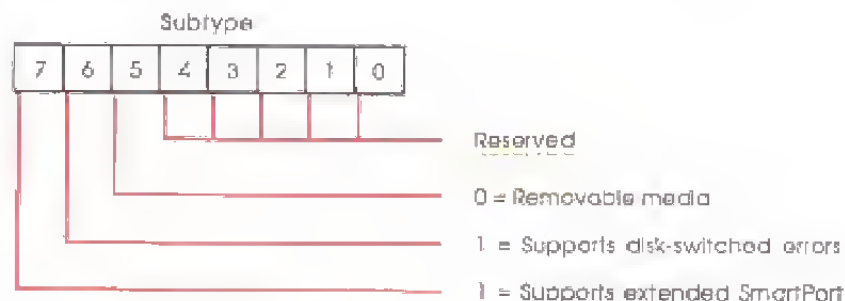 Subtype
7 6 5 4 3 2 1 0
Reserved
0 = Removable media
1 = Supports disk-switched errors
1 = Supports extended SmartPort